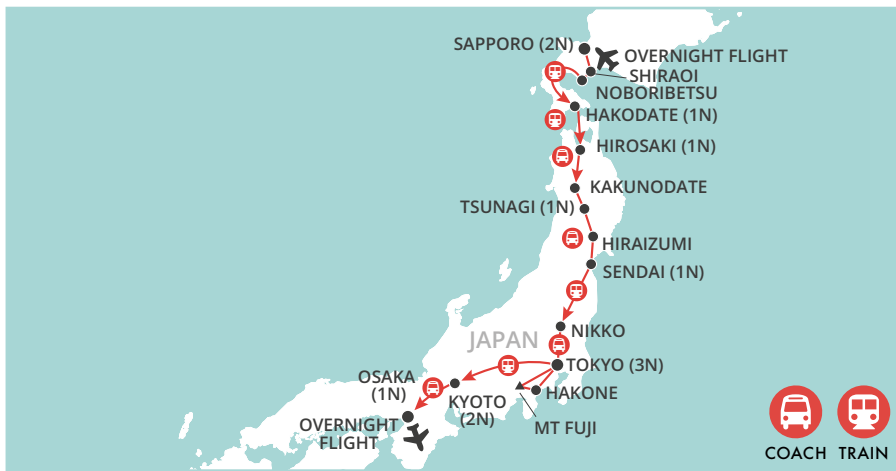 SAPPORO (2N)
OVERNIGHT FLIGHT
SHIRAOI
NOBORIBETSU
HAKODATE (1N)
HIROSAKI (1N)
KAKUNODATE
TSUNAGI (1N)
HIRAIZUMI
SENDAI (1N)
NIKKO
JAPAN
TOKYO (3N)
OSAKA
(1N)
HAKONE
KYOTO
(2N)
MT FUJI
OVERNIGHT
FLIGHT
COACH TRAIN